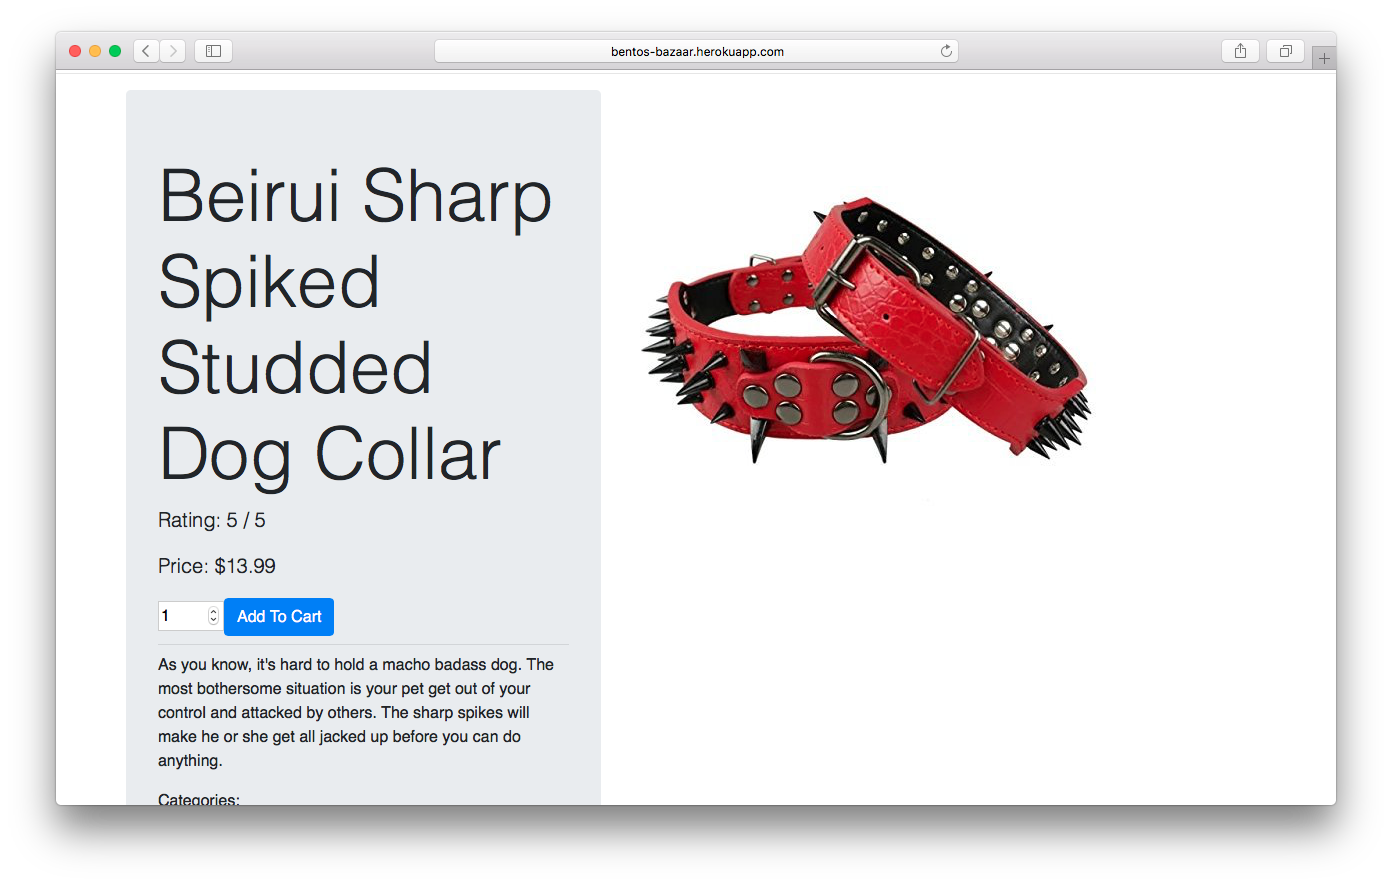 bentos-bazaar.herokuapp.com
Beirui Sharp
Spiked
Studded
Dog Collar
Rating: 5 / 5
Price: $13.99
1
Add To Cart
As you know, it's hard to hold a macho badass dog. The
most bothersome situation is your pet get out of your
control and attacked by others. The sharp spikes will
make he or she get all jacked up before you can do
anything.
Categories: